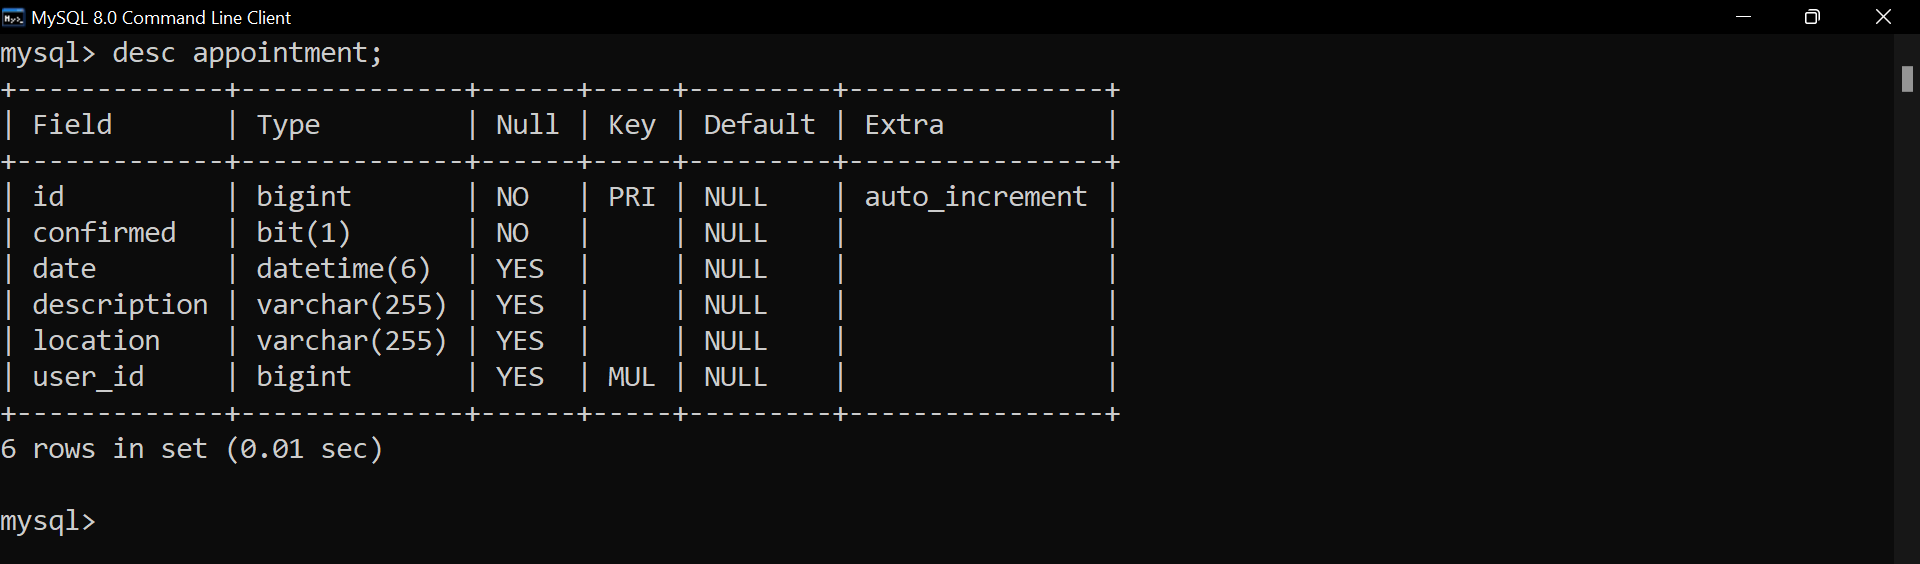 MySQL 8.0 Command Line Client
mysql> desc appointment;
+-------------+--------------+------+-----+---------+----------------+
| Field       | Type         | Null | Key | Default | Extra          |
+-------------+--------------+------+-----+---------+----------------+
| id          | bigint       | NO   | PRI | NULL    | auto_increment |
| confirmed   | bit(1)       | NO   |     | NULL    |                |
| date        | datetime(6)  | YES  |     | NULL    |                |
| description | varchar(255) | YES  |     | NULL    |                |
| location    | varchar(255) | YES  |     | NULL    |                |
| user_id     | bigint       | YES  | MUL | NULL    |                |
+-------------+--------------+------+-----+---------+----------------+
6 rows in set (0.01 sec)
mysql>